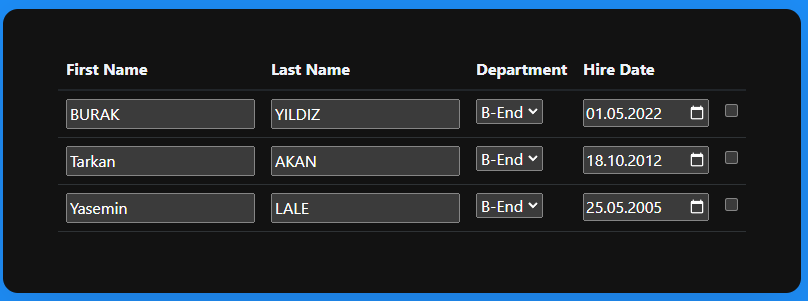 First Name Last Name Department Hire Date
BURAK YILDIZ B-End 01.05.2022
Tarkan AKAN B-End 18.10.2012
Yasemin LALE B-End 25.05.2005